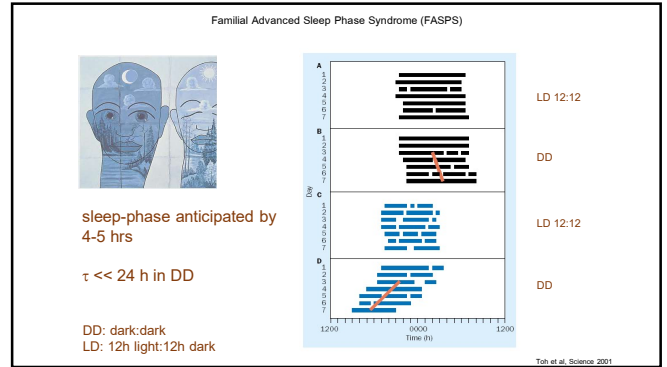 Familial Advanced Sleep Phase Syndrome (FASPS)
sleep-phase anticipated by
4-5 hrs
τ << 24 h in DD
DD: dark:dark
LD: 12h light:12h dark
A
1
2
3
4
5
6
7
LD 12:12
B
1
2
3
4
5
6
7
DD
Day
C
1
2
3
4
5
6
7
LD 12:12
D
1
2
3
4
5
6
7
DD
1200 0000 1200
Time (h)
Toh et al, Science 2001